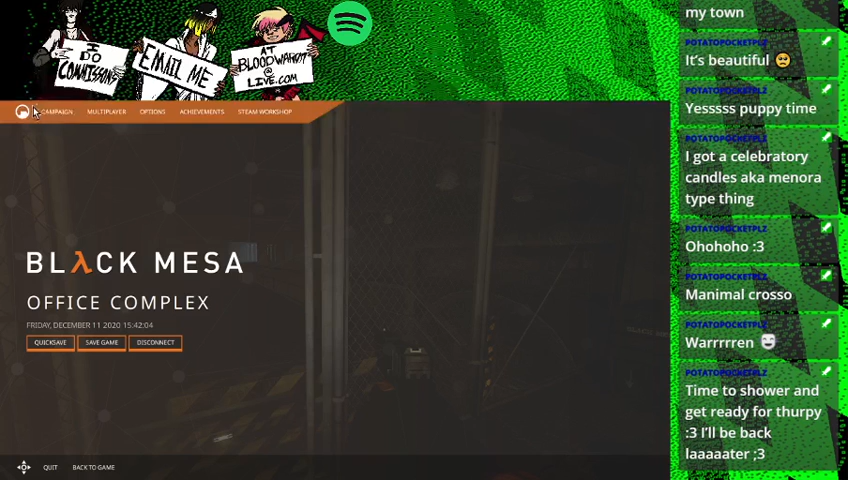 I DO COMMISSONS
EMAIL ME
AT BLOODWAHOTT@LIVE.COM
CAMPAIGN MULTIPLAYER OPTIONS ACHIEVEMENTS STEAM WORKSHOP
BLλCK MESA
OFFICE COMPLEX
FRIDAY, DECEMBER 11 2020 15:42:04
QUICKSAVE SAVE GAME DISCONNECT
QUIT BACK TO GAME
my town
POTATOPOCKETPLZ
It's beautiful 🥺
POTATOPOCKETPLZ
Yesssss puppy time
POTATOPOCKETPLZ
I got a celebratory
candles aka menora
type thing
POTATOPOCKETPLZ
Ohohoho :3
POTATOPOCKETPLZ
Manimal crosso
POTATOPOCKETPLZ
Warrrrren
POTATOPOCKETPLZ
Time to shower and
get ready for thurpy
:3 I'll be back
laaaaater ;3